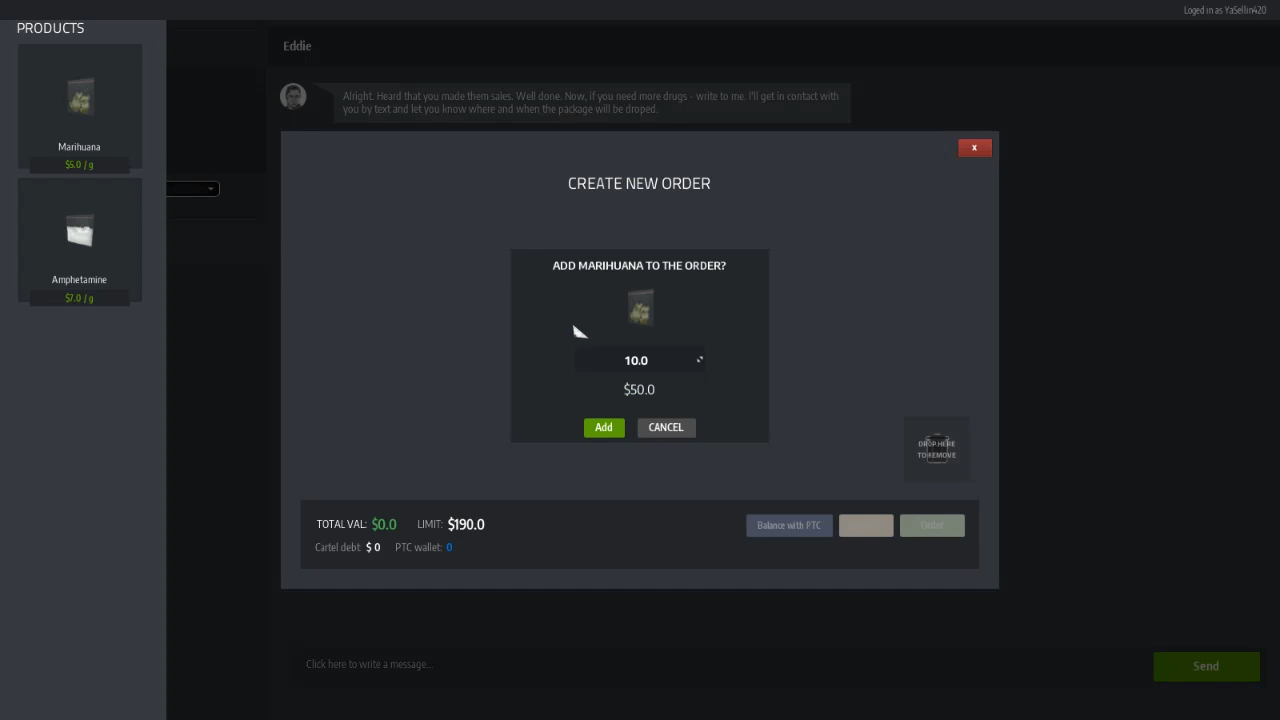 Loged in as YaSellin420
PRODUCTS
Marihuana
$5.0 / g
Amphetamine
$7.0 / g
Eddie
Alright. Heard that you made them sales. Well done. Now, if you need more drugs - write to me. I'll get in contact with
you by text and let you know where and when the package will be droped.
x
CREATE NEW ORDER
ADD MARIHUANA TO THE ORDER?
10.0
$50.0
Add CANCEL
DROP HERE
TO REMOVE
TOTAL VAL: $0.0 LIMIT: $190.0
Cartel debt: $ 0 PTC wallet: 0
Balance with PTC
Order
Click here to write a message...
Send